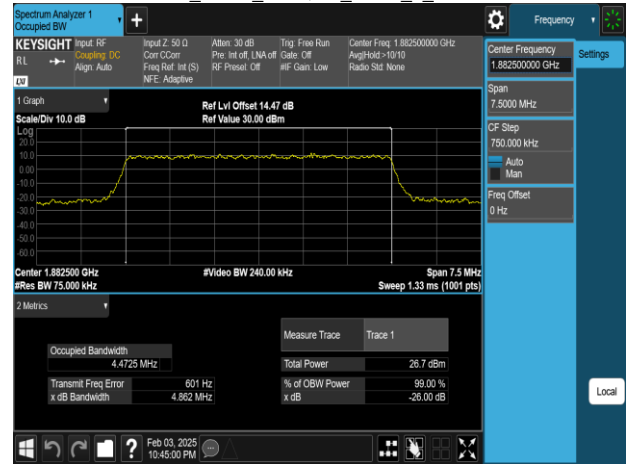 Spectrum Analyzer 1
Occupied BW
+
Frequency
KEYSIGHT
RL
LXI
Input: RF
Coupling: DC
Align: Auto
Input Z: 50 Ω
Corr CCorr
Freq Ref: Int (S)
NFE: Adaptive
Atten: 30 dB
Pre: Int off, LNA off
RF Presel: Off
Trig: Free Run
Gate: Off
#IF Gain: Low
Center Freq: 1.882500000 GHz
Avg|Hold:>10/10
Radio Std: None
Center Frequency
1.882500000 GHz
Settings
Span
7.5000 MHz
CF Step
750.000 kHz
Auto
Man
Freq Offset
0 Hz
Local
1 Graph
Scale/Div 10.0 dB
Ref Lvl Offset 14.47 dB
Ref Value 30.00 dBm
Log
20.0
10.0
0.00
-10.0
-20.0
-30.0
-40.0
-50.0
-60.0
Center 1.882500 GHz
#Res BW 75.000 kHz
#Video BW 240.00 kHz
Span 7.5 MHz
Sweep 1.33 ms (1001 pts)
2 Metrics
Measure Trace Trace 1
Occupied Bandwidth
4.4725 MHz
Total Power 26.7 dBm
Transmit Freq Error 601 Hz
% of OBW Power 99.00 %
x dB Bandwidth 4.862 MHz
x dB -26.00 dB
?
Feb 03, 2025
10:45:00 PM